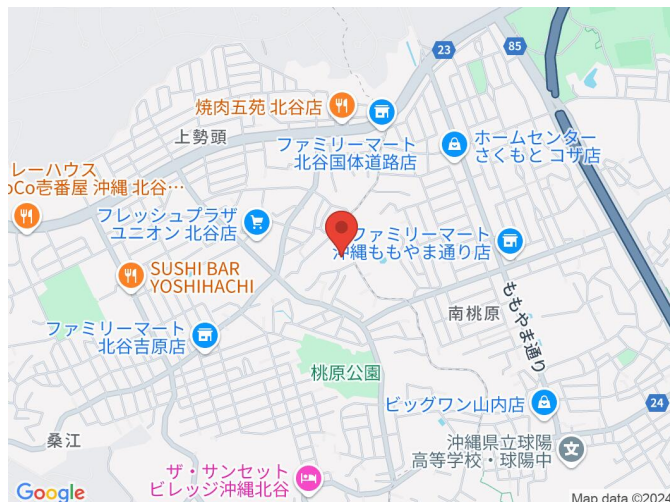 23
85
焼肉五苑 北谷店
上勢頭
ファミリーマート
北谷国体道路店
ホームセンター
さくもと コザ店
レーハウス
oCo壱番屋 沖縄 北谷…
フレッシュプラザ
ユニオン 北谷店
ファミリーマート
沖縄ももやま通り店
SUSHI BAR
YOSHIHACHI
南桃原
ももやま通り
ファミリーマート
北谷吉原店
桃原公園
ビッグワン山内店
24
桑江
沖縄県立球陽
高等学校・球陽中
ザ・サンセット
ビレッジ沖縄北谷
Google
Map data ©2024